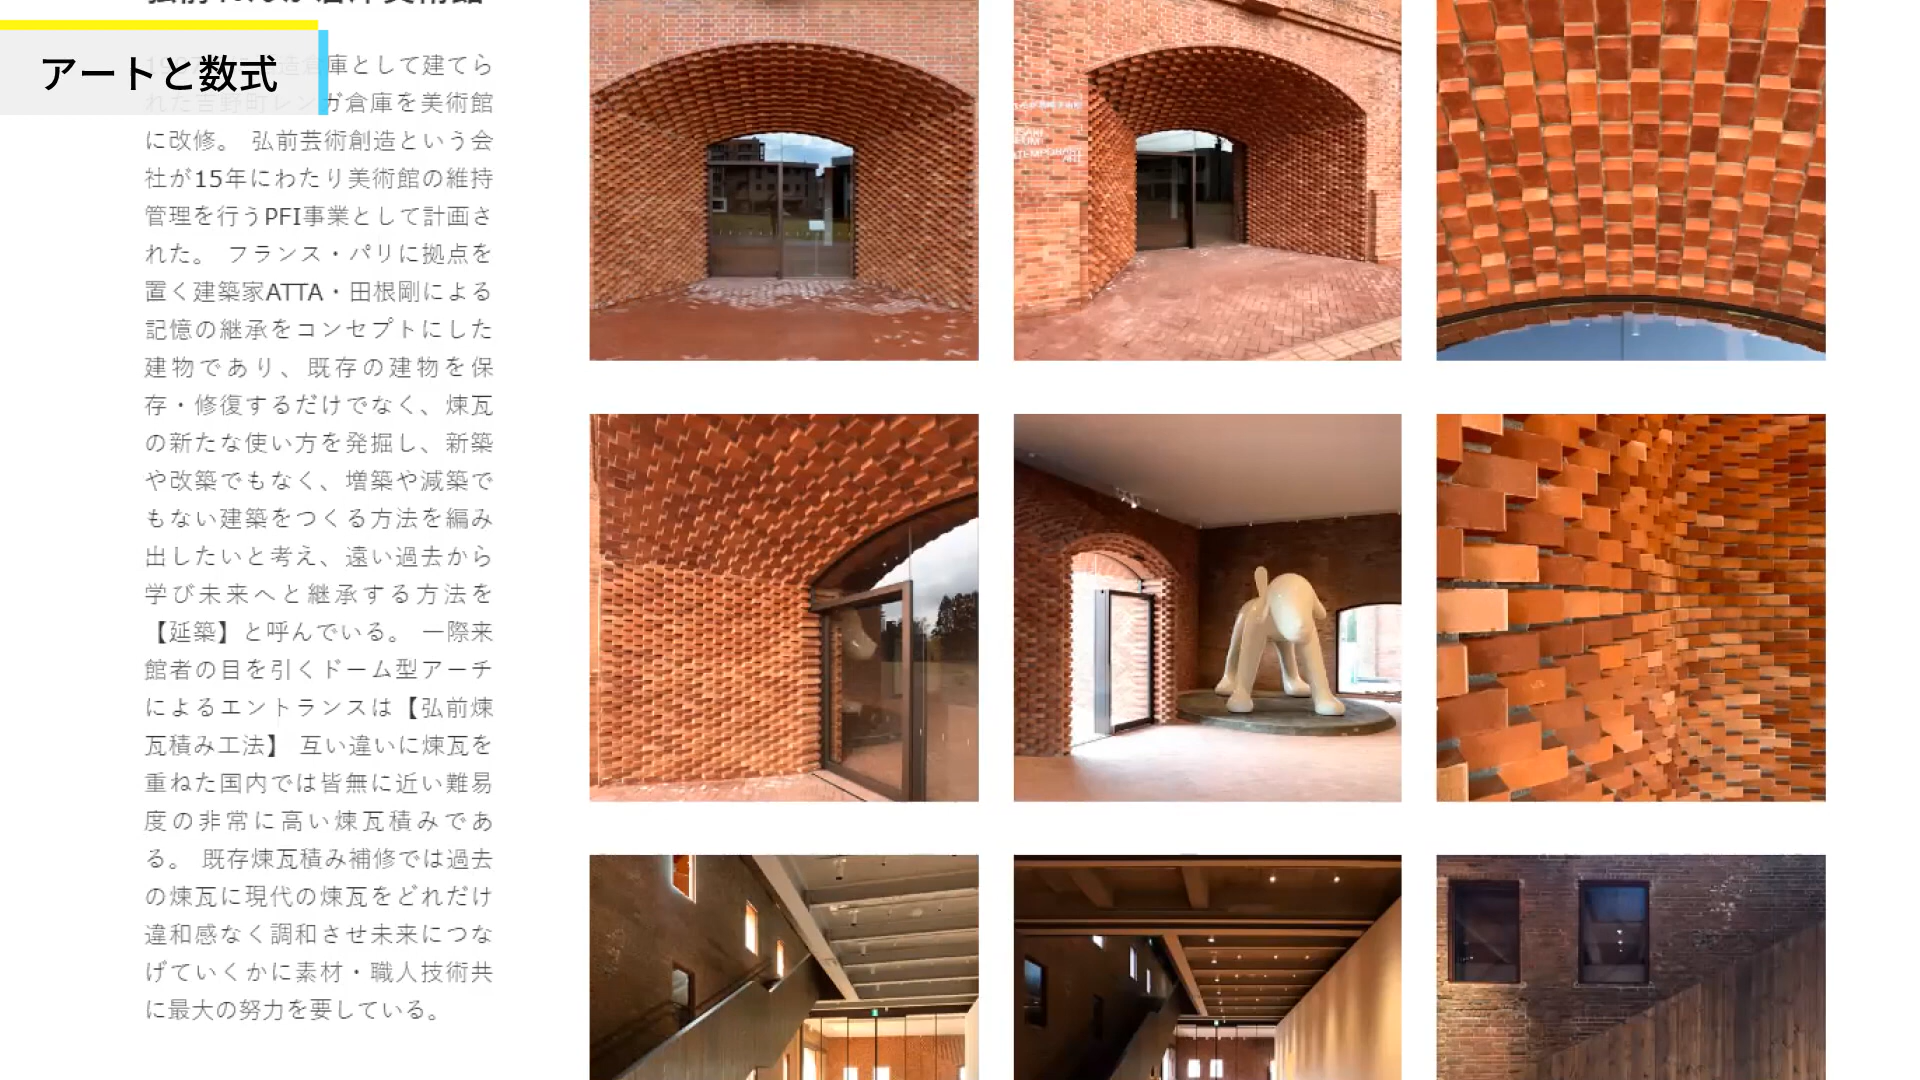 アートと数式
庫として建てら
れた吉野町レンガ倉庫を美術館
に改修。 弘前芸術創造という会
社が15年にわたり美術館の維持
管理を行うPFI事業として計画さ
れた。 フランス・パリに拠点を
置く建築家ATTA・田根剛による
記憶の継承をコンセプトにした
建物であり、既存の建物を保
存・修復するだけでなく、煉瓦
の新たな使い方を発掘し、新築
や改築でもなく、増築や減築で
もない建築をつくる方法を編み
出したいと考え、遠い過去から
学び未来へと継承する方法を
【延築】と呼んでいる。 一際来
館者の目を引くドーム型アーチ
によるエントランスは【弘前煉
瓦積み工法】 互い違いに煉瓦を
重ねた国内では皆無に近い難易
度の非常に高い煉瓦積みであ
る。 既存煉瓦積み補修では過去
の煉瓦に現代の煉瓦をどれだけ
違和感なく調和させ未来につな
げていくかに素材・職人技術共
に最大の努力を要している。